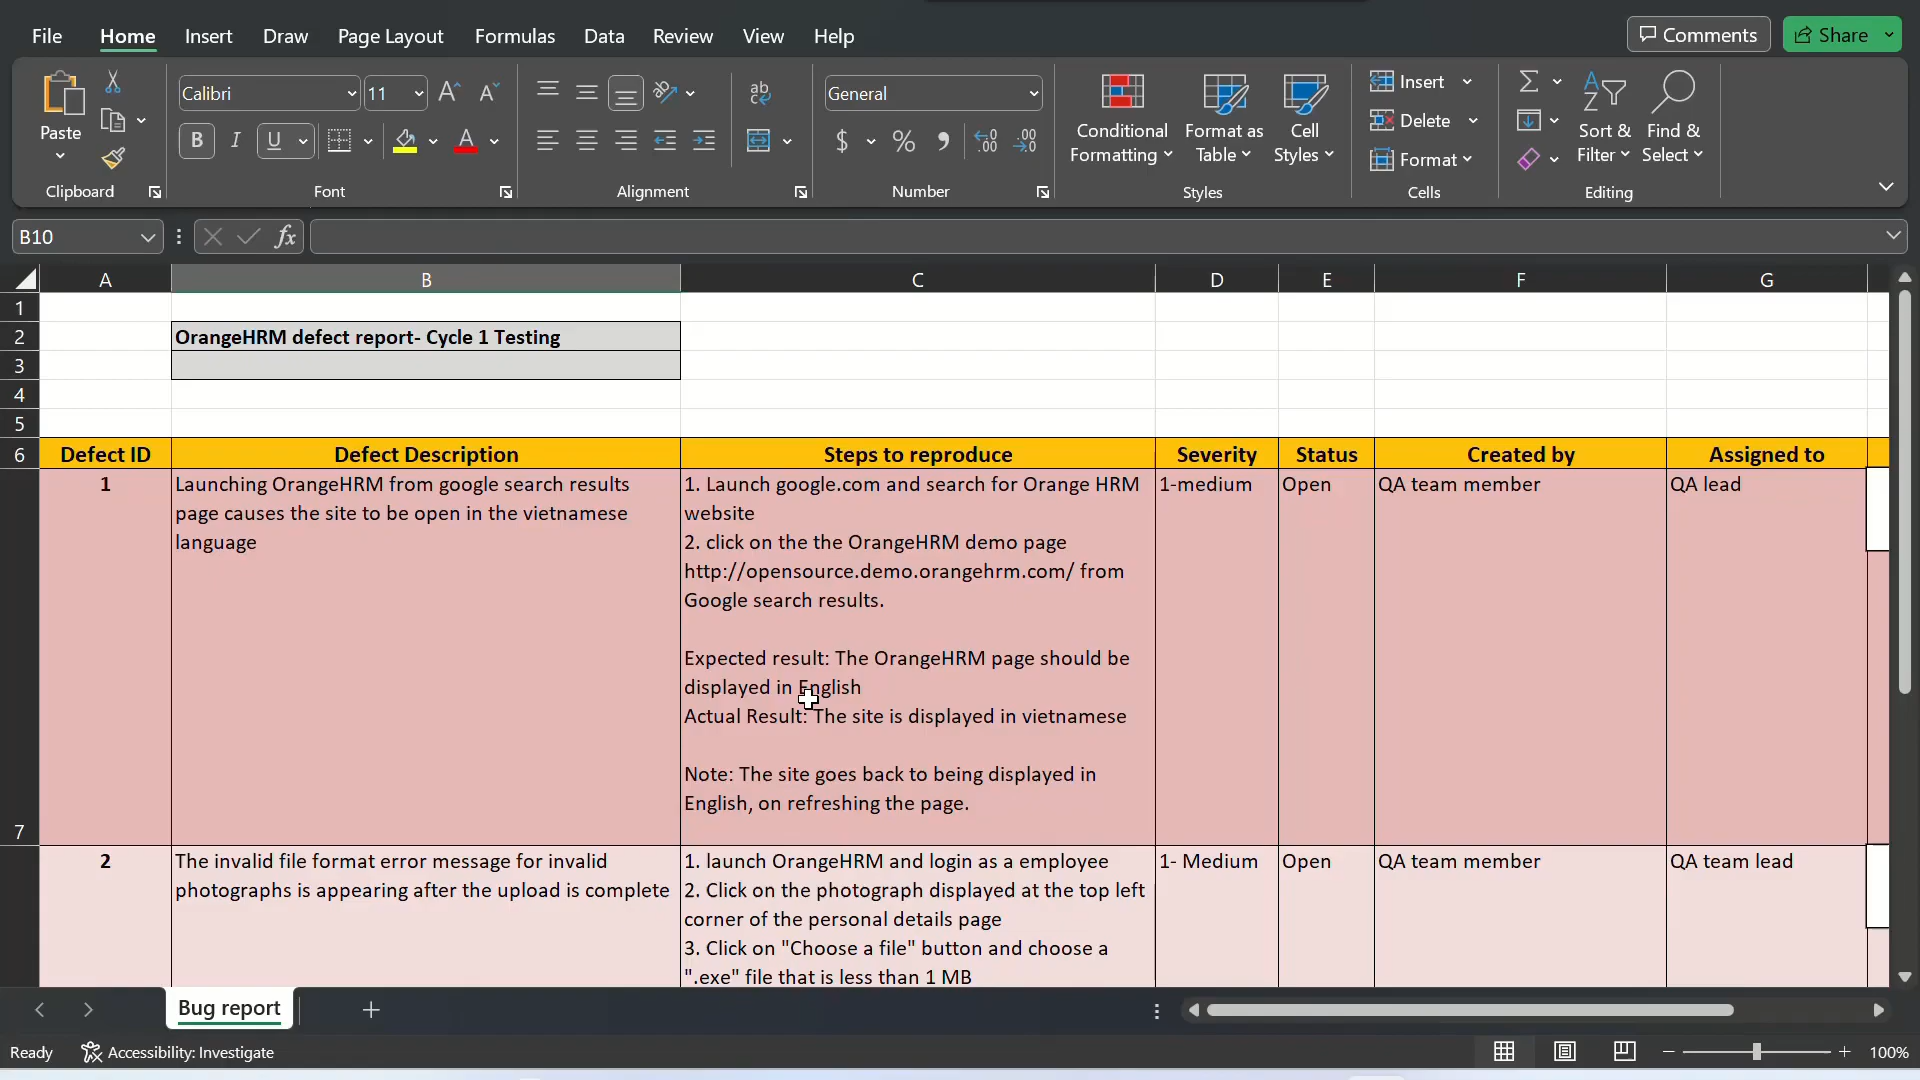 File Home Insert Draw Page Layout Formulas Data Review View Help Comments Share
Paste
Calibri 11
General
Conditional Formatting
Format as Table
Cell Styles
Insert
Delete
Format
Sort & Filter
Find & Select
Clipboard Font Alignment Number Styles Cells Editing
B10 fx
A B C D E F G
1
2 OrangeHRM defect report- Cycle 1 Testing
3
4
5
6 Defect ID Defect Description Steps to reproduce Severity Status Created by Assigned to
7
1
Launching OrangeHRM from google search results
page causes the site to be open in the vietnamese
language
1. Launch google.com and search for Orange HRM
website
2. click on the the OrangeHRM demo page
http://opensource.demo.orangehrm.com/ from
Google search results.
Expected result: The OrangeHRM page should be
displayed in English
Actual Result: The site is displayed in vietnamese
Note: The site goes back to being displayed in
English, on refreshing the page.
1-medium
Open
QA team member
QA lead
2
The invalid file format error message for invalid
photographs is appearing after the upload is complete
1. launch OrangeHRM and login as a employee
2. Click on the photograph displayed at the top left
corner of the personal details page
3. Click on "Choose a file" button and choose a
".exe" file that is less than 1 MB
1- Medium
Open
QA team member
QA team lead
Bug report
Ready Accessibility: Investigate 100%